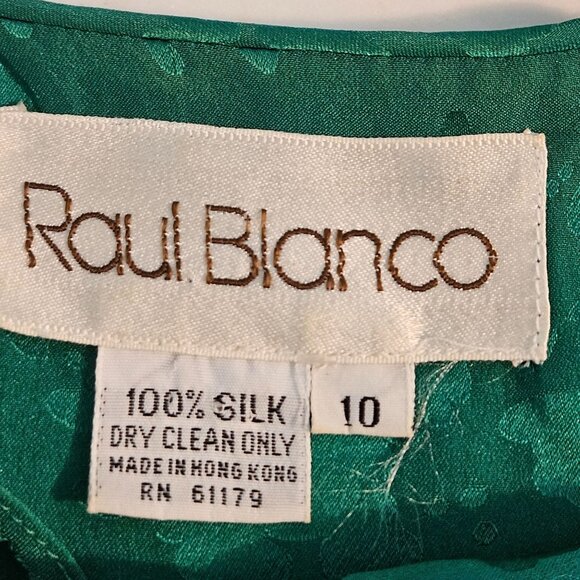 Raul Blanco
100% SILK
DRY CLEAN ONLY
MADE IN HONG KONG
RN 61179
10